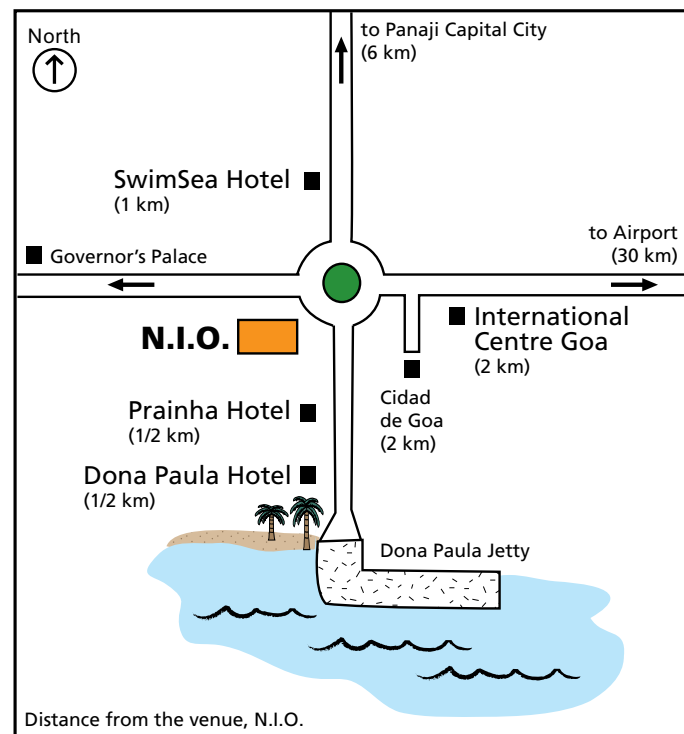 North
to Panaji Capital City
(6 km)
SwimSea Hotel
(1 km)
Governor's Palace
to Airport
(30 km)
N.I.O.
International
Centre Goa
(2 km)
Cidad
de Goa
(2 km)
Prainha Hotel
(1/2 km)
Dona Paula Hotel
(1/2 km)
Dona Paula Jetty
Distance from the venue, N.I.O.